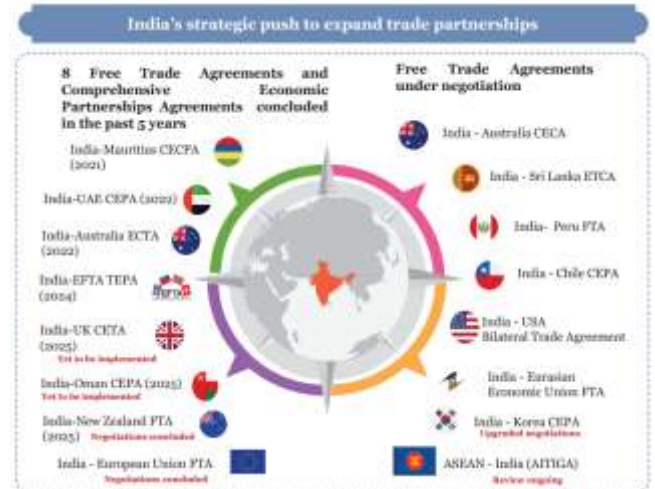 India's strategic push to expand trade partnerships
8 Free Trade Agreements and
Comprehensive Economic
Partnerships Agreements concluded
in the past 5 years
India-Mauritius CECPA
(2021)
India-UAE CEPA (2022)
India-Australia ECTA
(2022)
India-EFTA TEPA
(2024)
India-UK CETA
(2025)
Yet to be implemented
India-Oman CEPA (2025)
Yet to be implemented
India-New Zealand FTA
(2025) Negotiations concluded
India - European Union FTA
Negotiations concluded
Free Trade Agreements
under negotiation
India - Australia CECA
India - Sri Lanka ETCA
India- Peru FTA
India - Chile CEPA
India - USA
Bilateral Trade Agreement
India - Eurasian
Economic Union FTA
India - Korea CEPA
Upgraded negotiations
ASEAN - India (AITIGA)
Review ongoing